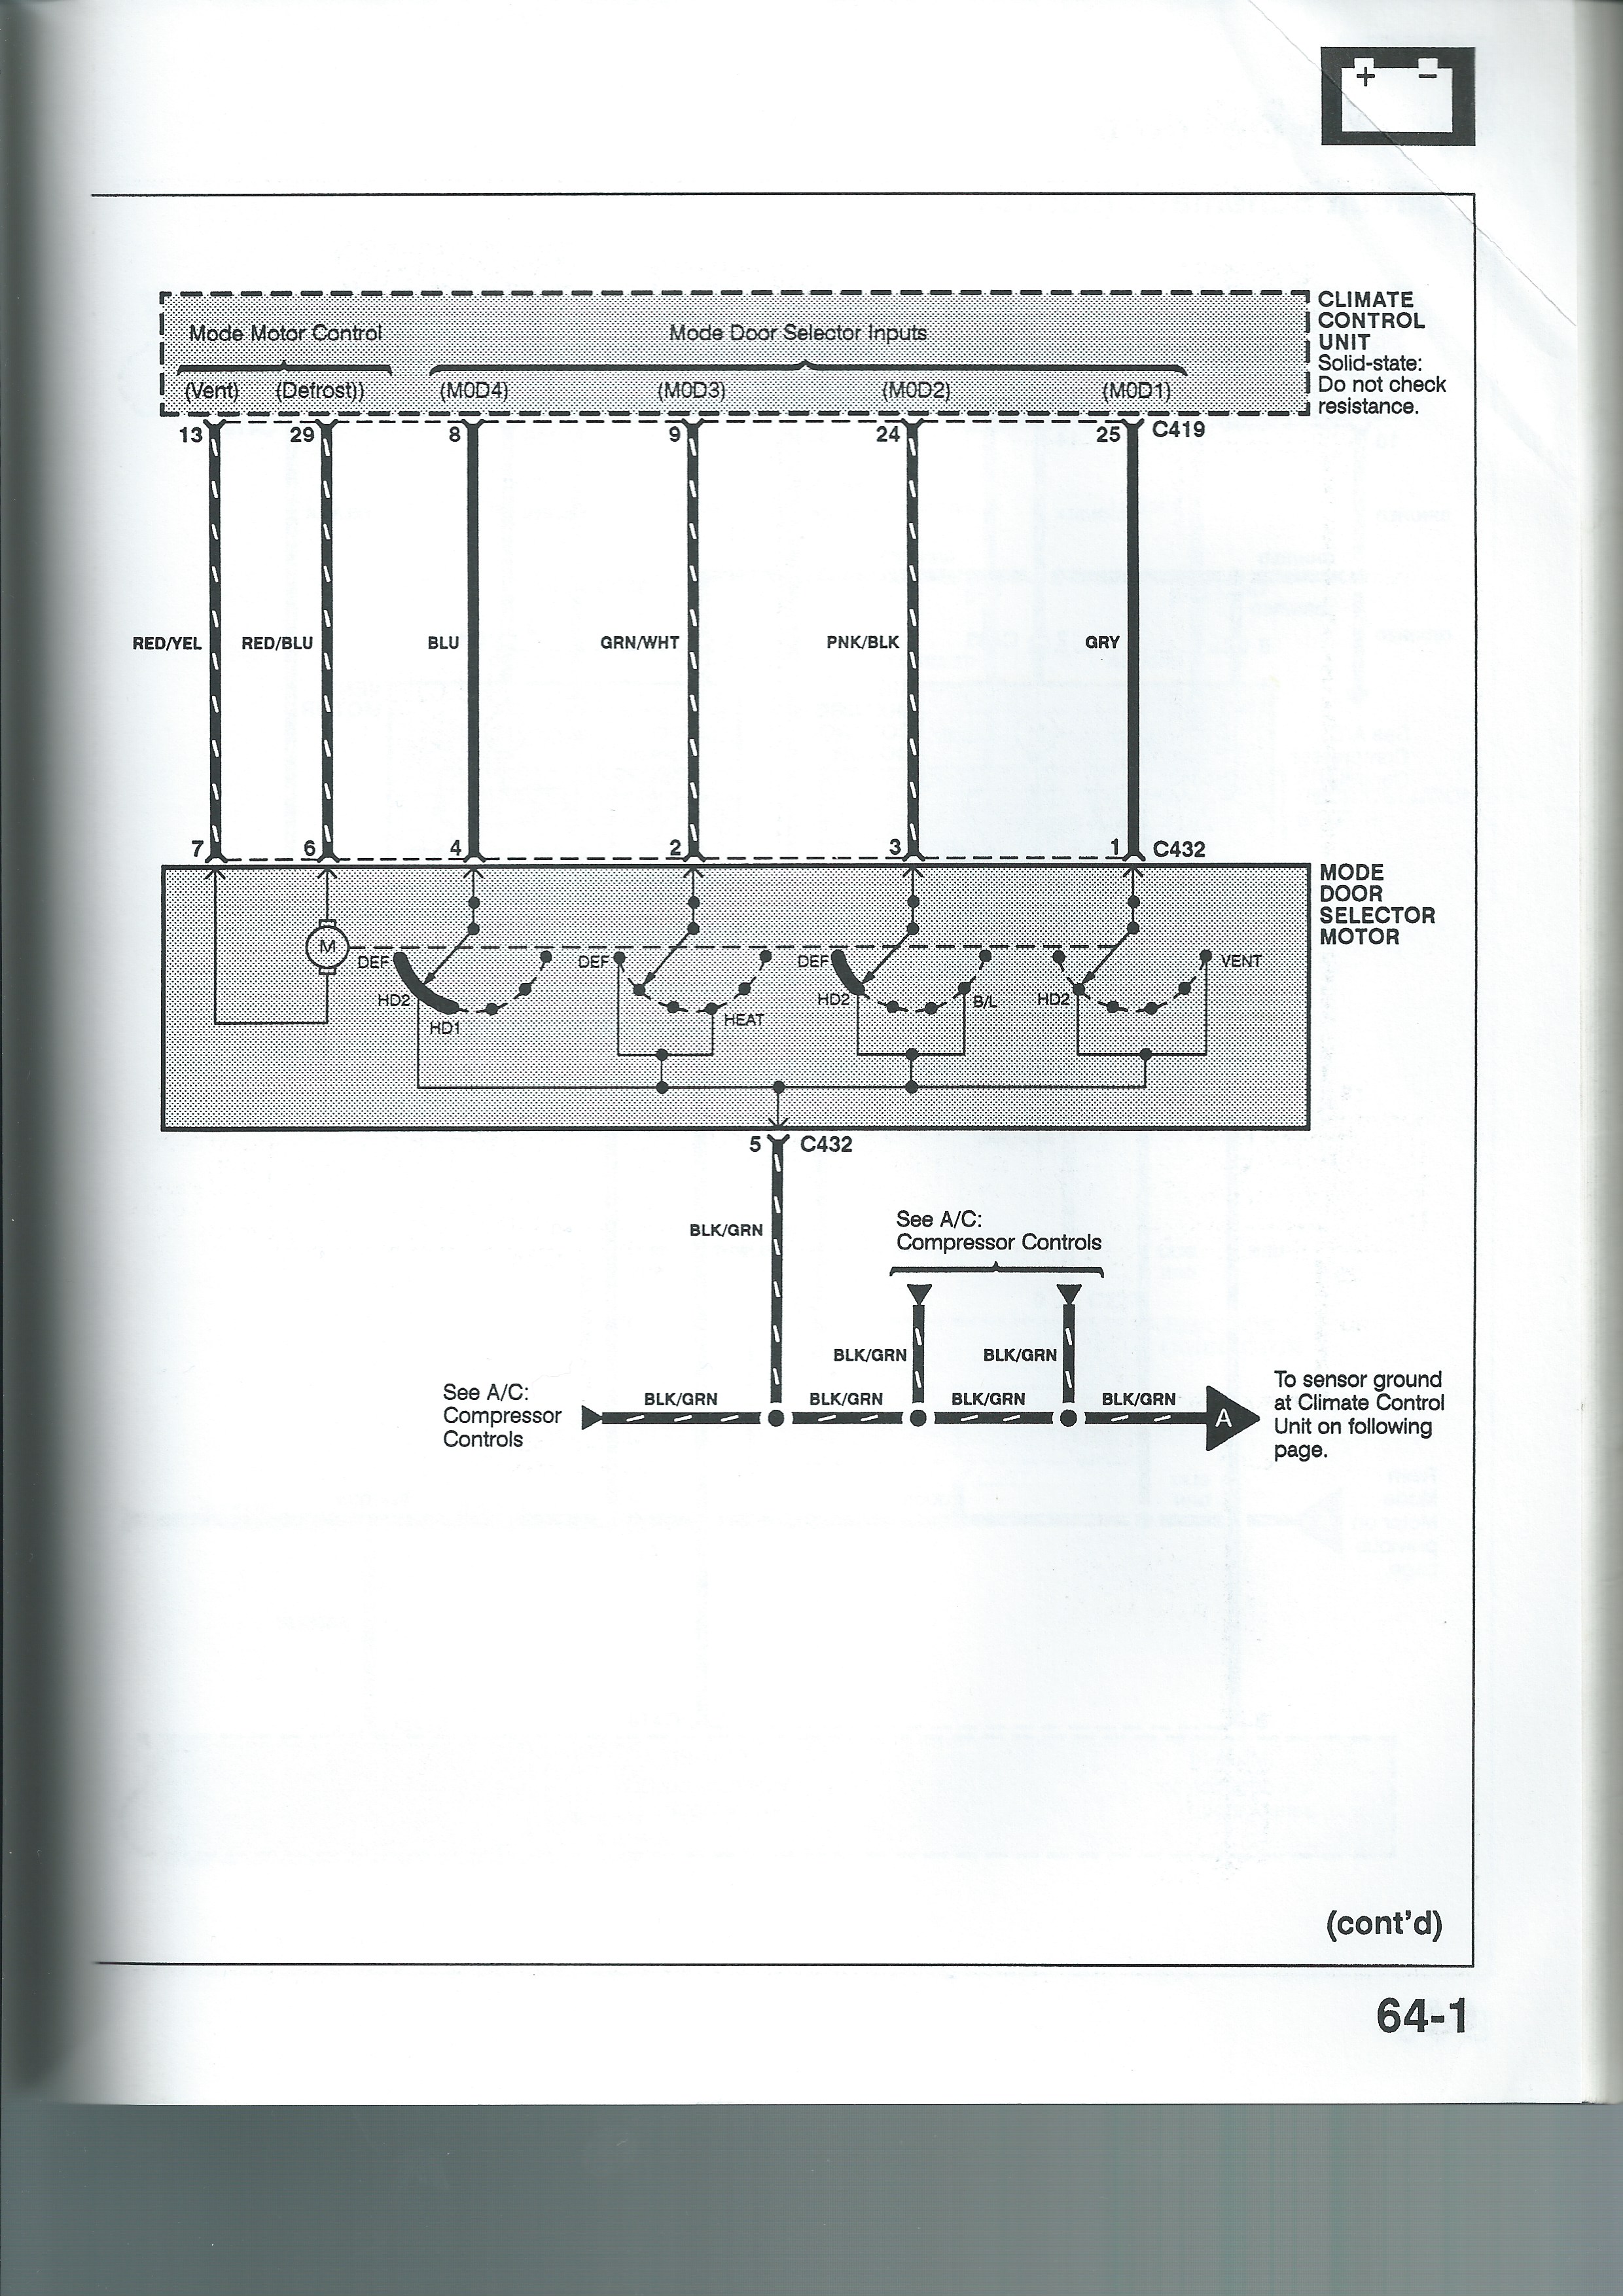 + −
CLIMATE
CONTROL
UNIT
Solid-state:
Do not check
resistance.
Mode Motor Control
Mode Door Selector Inputs
(Vent) (Defrost)) (M0D4) (M0D3) (M0D2) (M0D1)
13 29 8 9 24 25 C419
RED/YEL RED/BLU BLU GRN/WHT PNK/BLK GRY
7 6 4 2 3 1 C432
MODE
DOOR
SELECTOR
MOTOR
M
DEF DEF DEF VENT
HD2 HD2 B/L HD2
HD1 HEAT
5 C432
BLK/GRN
See A/C:
Compressor Controls
BLK/GRN BLK/GRN
See A/C:
Compressor
Controls
BLK/GRN BLK/GRN BLK/GRN BLK/GRN
A
To sensor ground
at Climate Control
Unit on following
page.
(cont'd)
64-1